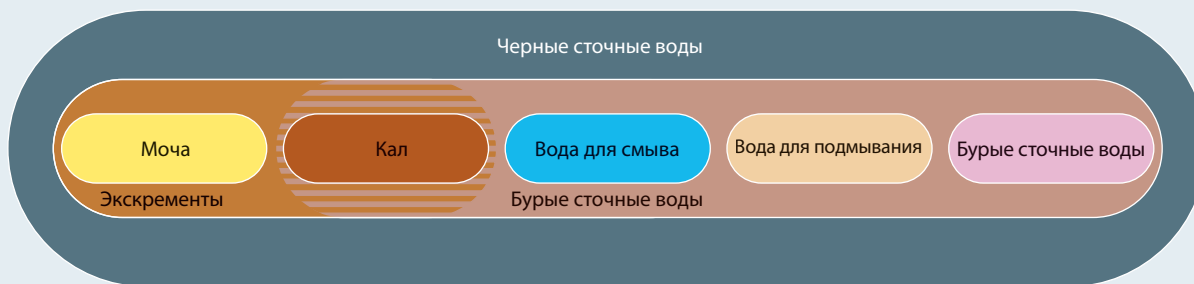 Черные сточные воды
Моча
Кал
Вода для смыва
Вода для подмывания
Бурые сточные воды
Экскременты
Бурые сточные воды